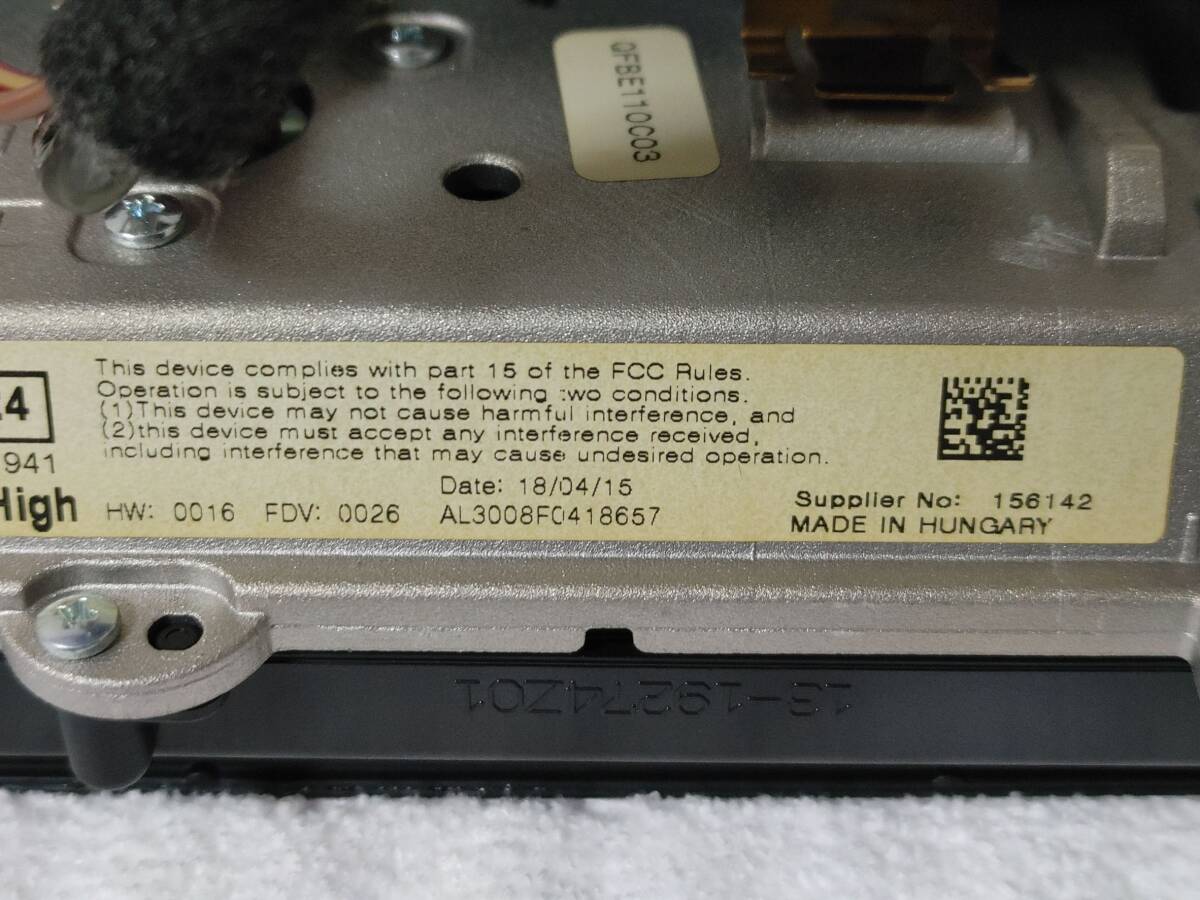 QFBE110C03
This device complies with part 15 of the FCC Rules.
Operation is subject to the following two conditions.
(1)This device may not cause harmful interference, and
(2)this device must accept any interference received,
including interference that may cause undesired operation.
.4
941
High
HW: 0016 FDV: 0026
Date: 18/04/15
AL3008F0418657
Supplier No: 156142
MADE IN HUNGARY
13-19274Z01